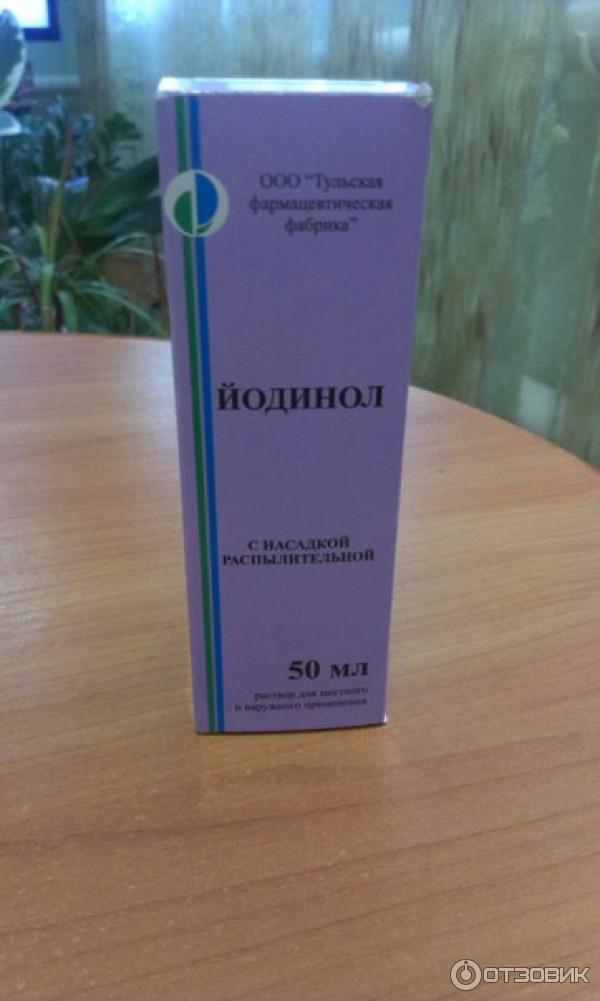 ООО "Тульская
фармацевтическая
фабрика"
ЙОДИНОЛ
С НАСАДКОЙ
РАСПЫЛИТЕЛЬНОЙ
50 мл
раствор для местного
и наружного применения
ОТЗОВИК